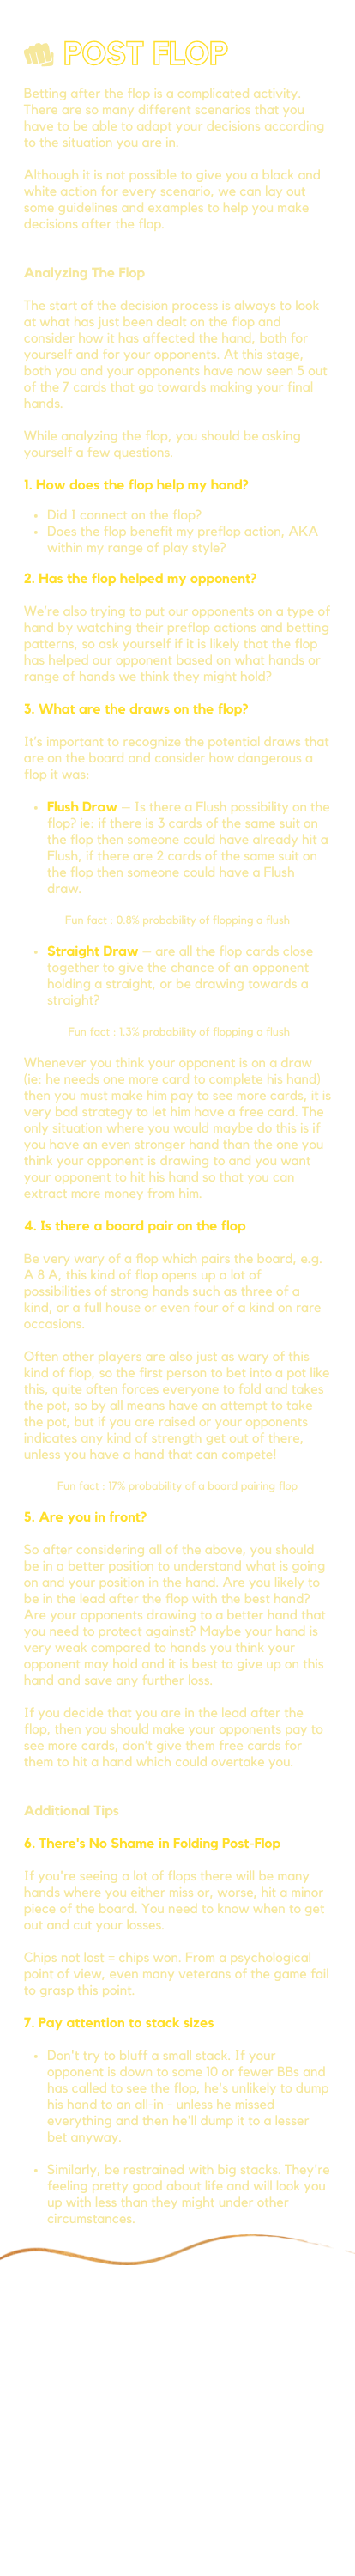 POST FLOP
Betting after the flop is a complicated activity.
There are so many different scenarios that you
have to be able to adapt your decisions according
to the situation you are in.
Although it is not possible to give you a black and
white action for every scenario, we can lay out
some guidelines and examples to help you make
decisions after the flop.
Analyzing The Flop
The start of the decision process is always to look
at what has just been dealt on the flop and
consider how it has affected the hand, both for
yourself and for your opponents. At this stage,
both you and your opponents have now seen 5 out
of the 7 cards that go towards making your final
hands.
While analyzing the flop, you should be asking
yourself a few questions.
1. How does the flop help my hand?
• Did I connect on the flop?
• Does the flop benefit my preflop action, AKA
within my range of play style?
2. Has the flop helped my opponent?
We're also trying to put our opponents on a type of
hand by watching their preflop actions and betting
patterns, so ask yourself if it is likely that the flop
has helped our opponent based on what hands or
range of hands we think they might hold?
3. What are the draws on the flop?
It's important to recognize the potential draws that
are on the board and consider how dangerous a
flop it was:
• Flush Draw – Is there a Flush possibility on the
flop? ie: if there is 3 cards of the same suit on
the flop then someone could have already hit a
Flush, if there are 2 cards of the same suit on
the flop then someone could have a Flush
draw.
Fun fact : 0.8% probability of flopping a flush
• Straight Draw – are all the flop cards close
together to give the chance of an opponent
holding a straight, or be drawing towards a
straight?
Fun fact : 1.3% probability of flopping a flush
Whenever you think your opponent is on a draw
(ie: he needs one more card to complete his hand)
then you must make him pay to see more cards, it is
very bad strategy to let him have a free card. The
only situation where you would maybe do this is if
you have an even stronger hand than the one you
think your opponent is drawing to and you want
your opponent to hit his hand so that you can
extract more money from him.
4. Is there a board pair on the flop
Be very wary of a flop which pairs the board, e.g.
A 8 A, this kind of flop opens up a lot of
possibilities of strong hands such as three of a
kind, or a full house or even four of a kind on rare
occasions.
Often other players are also just as wary of this
kind of flop, so the first person to bet into a pot like
this, quite often forces everyone to fold and takes
the pot, so by all means have an attempt to take
the pot, but if you are raised or your opponents
indicates any kind of strength get out of there,
unless you have a hand that can compete!
Fun fact : 17% probability of a board pairing flop
5. Are you in front?
So after considering all of the above, you should
be in a better position to understand what is going
on and your position in the hand. Are you likely to
be in the lead after the flop with the best hand?
Are your opponents drawing to a better hand that
you need to protect against? Maybe your hand is
very weak compared to hands you think your
opponent may hold and it is best to give up on this
hand and save any further loss.
If you decide that you are in the lead after the
flop, then you should make your opponents pay to
see more cards, don't give them free cards for
them to hit a hand which could overtake you.
Additional Tips
6. There's No Shame in Folding Post-Flop
If you're seeing a lot of flops there will be many
hands where you either miss or, worse, hit a minor
piece of the board. You need to know when to get
out and cut your losses.
Chips not lost = chips won. From a psychological
point of view, even many veterans of the game fail
to grasp this point.
7. Pay attention to stack sizes
• Don't try to bluff a small stack. If your
opponent is down to some 10 or fewer BBs and
has called to see the flop, he's unlikely to dump
his hand to an all-in - unless he missed
everything and then he'll dump it to a lesser
bet anyway.
• Similarly, be restrained with big stacks. They're
feeling pretty good about life and will look you
up with less than they might under other
circumstances.